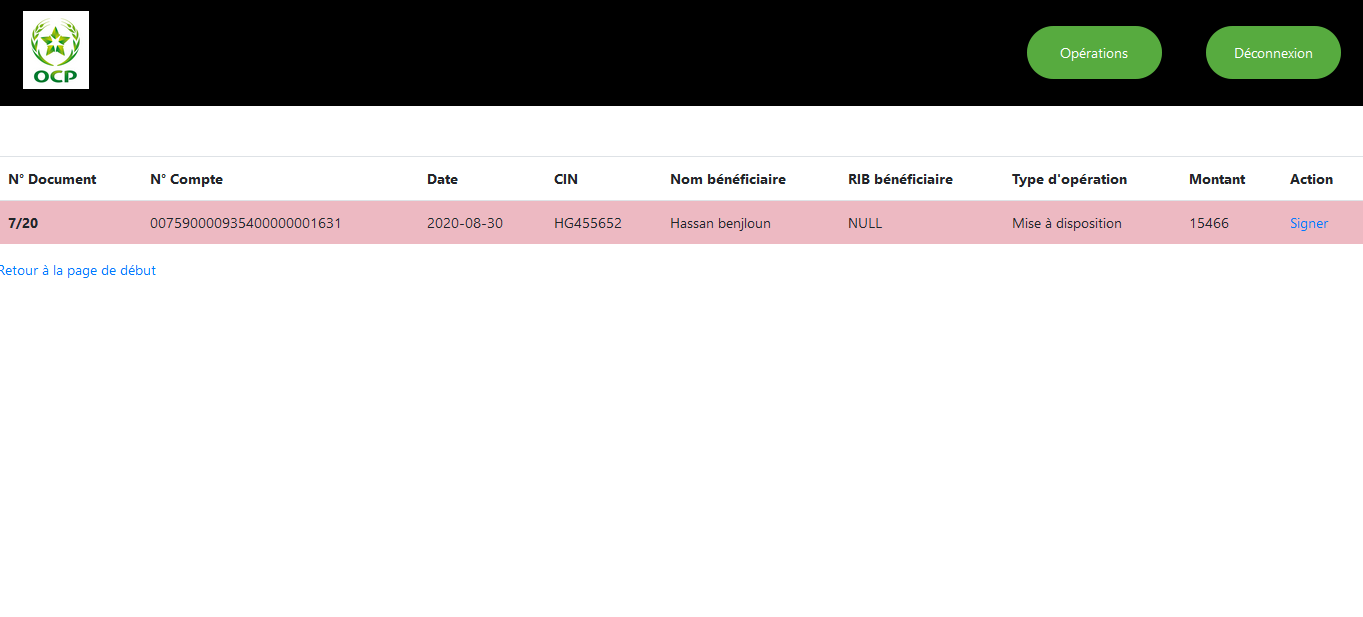 OCP
Opérations Déconnexion
N° Document N° Compte Date CIN Nom bénéficiaire RIB bénéficiaire Type d'opération Montant Action
7/20 007590000935400000001631 2020-08-30 HG455652 Hassan benjloun NULL Mise à disposition 15466 Signer
Retour à la page de début